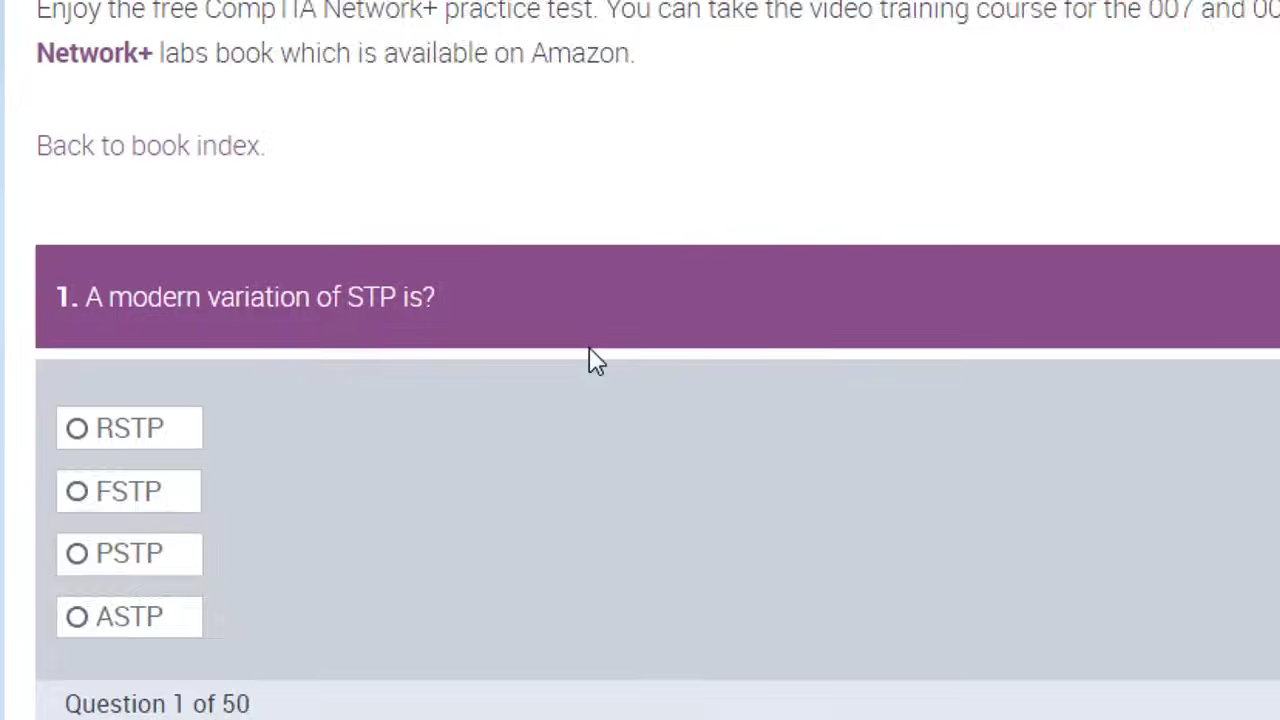 Enjoy the free CompTIA Network+ practice test. You can take the video training course for the 007 and
Network+ labs book which is available on Amazon.
Back to book index.
1. A modern variation of STP is?
RSTP
FSTP
PSTP
ASTP
Question 1 of 50